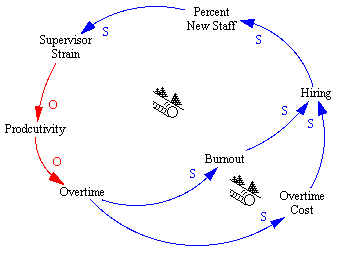 Percent
New Staff
S
S
Supervisor
Strain
Hiring
S
S
O
Prodcutivity
O
Burnout
S
Overtime
Overtime
Cost
S